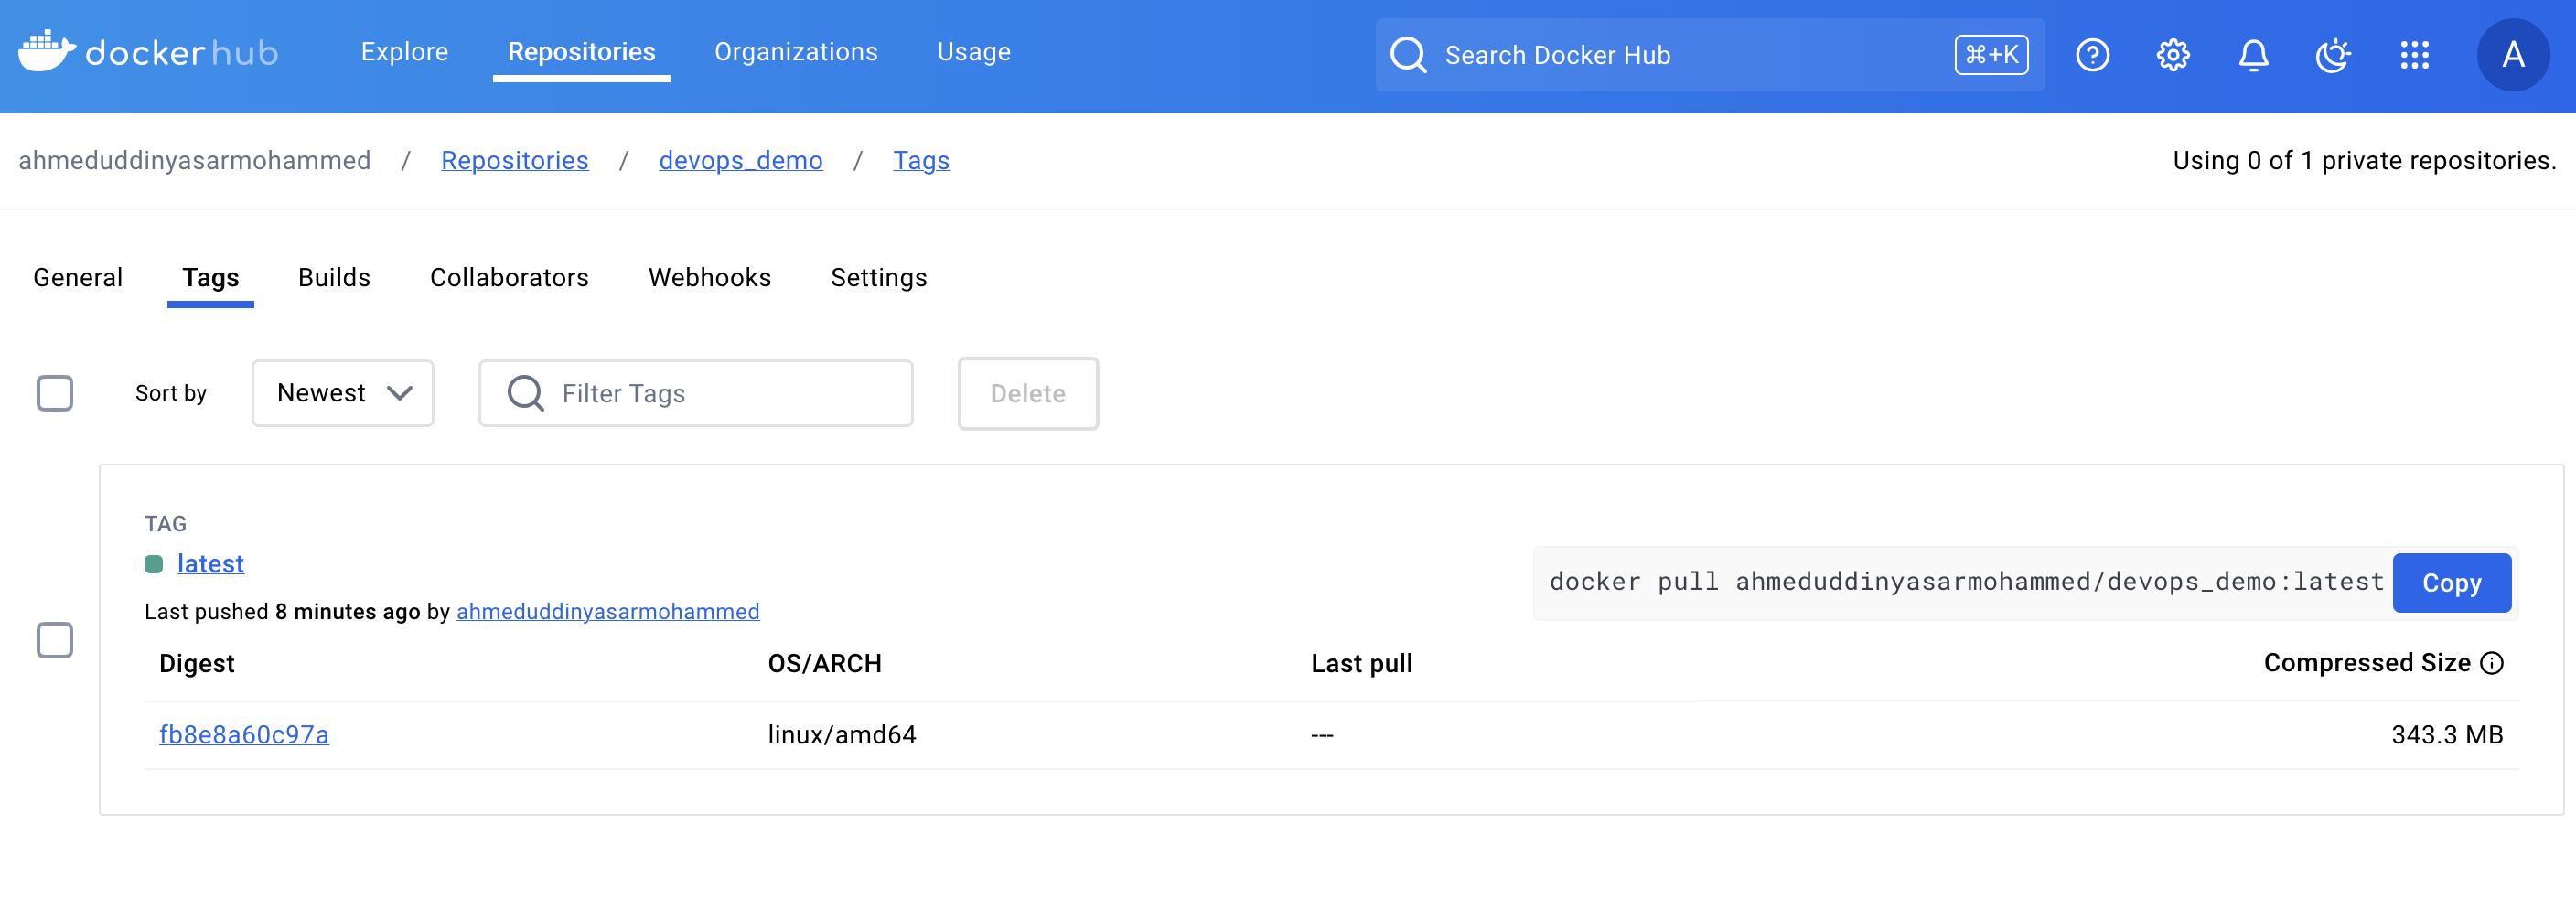 dockerhub Explore Repositories Organizations Usage Search Docker Hub ⌘+K A
ahmeduddinyasarmohammed / Repositories / devops_demo / Tags Using 0 of 1 private repositories.
General Tags Builds Collaborators Webhooks Settings
Sort by Newest Filter Tags Delete
TAG
latest
docker pull ahmeduddinyasarmohammed/devops_demo:latest Copy
Last pushed 8 minutes ago by ahmeduddinyasarmohammed
Digest OS/ARCH Last pull Compressed Size
fb8e8a60c97a linux/amd64 --- 343.3 MB